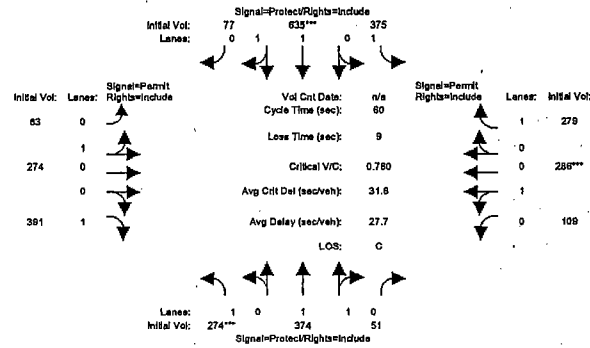 Signal=Protect/Rights=Include
Initial Vol: 77 635*** 375
Lanes: 0 1 1 0 1
Signal=Permit
Initial Vol: Lanes: Rights=Include
63 0
1
274 0
0
391 1
Vol Cnt Date: n/a
Cycle Time (sec): 60
Loss Time (sec): 9
Critical V/C: 0.760
Avg Crit Del (sec/veh): 31.6
Avg Delay (sec/veh): 27.7
LOS: C
Signal=Permit
Rights=Include Lanes: Initial Vol:
1 279
0
0 286***
1
0 109
Lanes: 1 0 1 1 0
Initial Vol: 274*** 374 51
Signal=Protect/Rights=Include